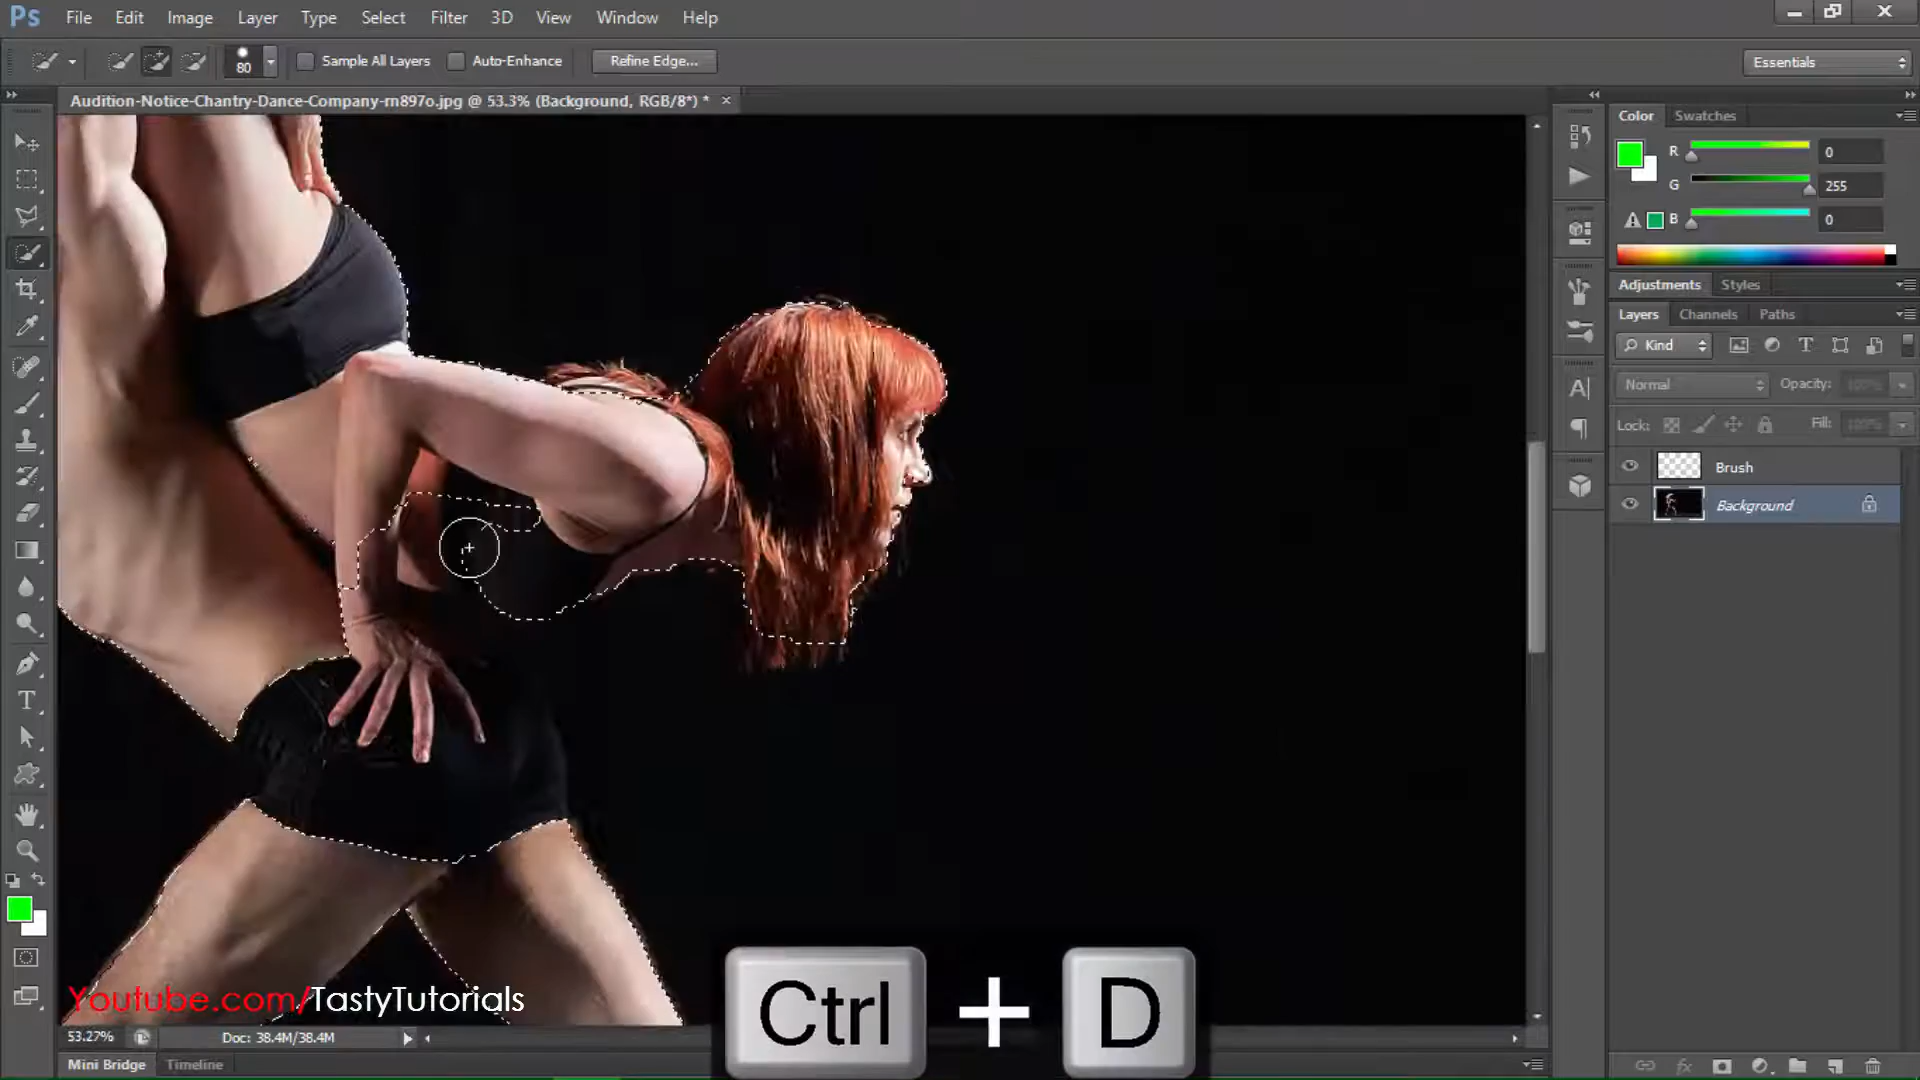 Ps File Edit Image Layer Type Select Filter 3D View Window Help
80 Sample All Layers Auto-Enhance Refine Edge... Essentials
Audition-Notice-Chantry-Dance-Company-rn897o.jpg @ 53.3% (Background, RGB/8*) * ×
Color Swatches
R 0
G 255
B 0
Adjustments Styles
Layers Channels Paths
Kind
Normal Opacity: 100%
Lock: Fill: 100%
Brush
Background
Youtube.com/TastyTutorials
Ctrl + D
53.27% Doc: 38.4M/38.4M
Mini Bridge Timeline